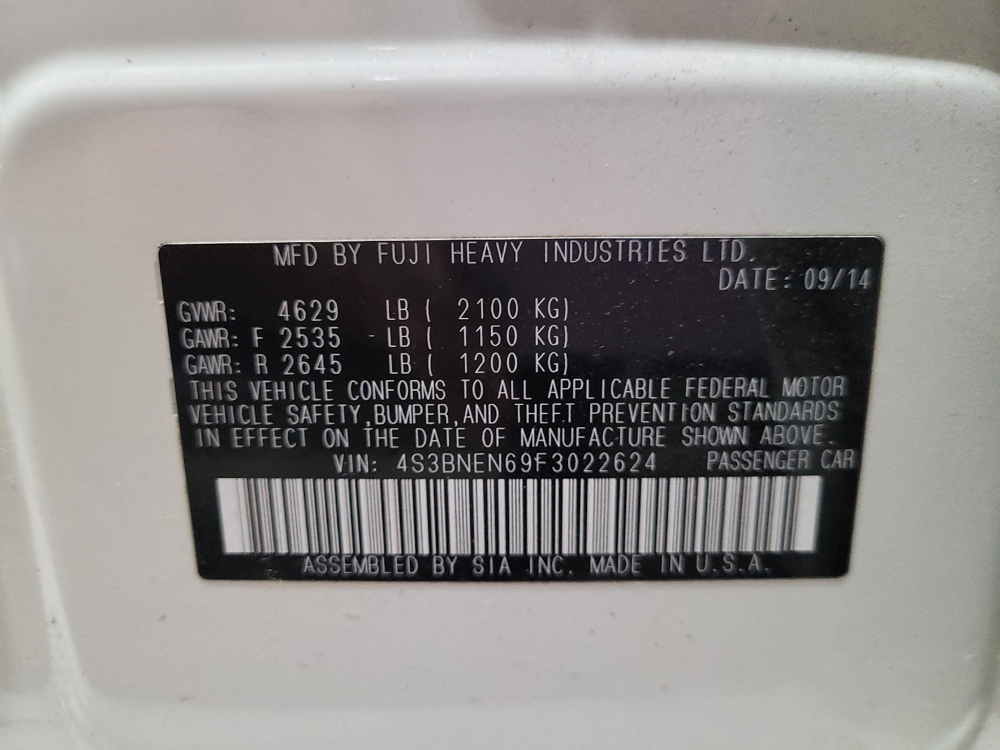 MFD BY FUJI HEAVY INDUSTRIES LTD.
DATE: 09/14
GVWR: 4629 LB ( 2100 KG)
GAWR: F 2535 LB ( 1150 KG)
GAWR: R 2645 LB ( 1200 KG)
THIS VEHICLE CONFORMS TO ALL APPLICABLE FEDERAL MOTOR
VEHICLE SAFETY,BUMPER,AND THEFT PREVENTION STANDARDS
IN EFFECT ON THE DATE OF MANUFACTURE SHOWN ABOVE.
VIN: 4S3BNEN69F3022624 PASSENGER CAR
ASSEMBLED BY SIA INC. MADE IN U.S.A.